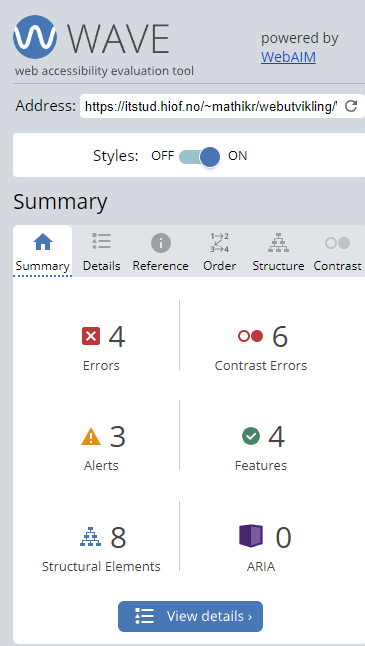 WAVE
web accessibility evaluation tool
powered by
WebAIM
Address: https://itstud.hiof.no/~mathikr/webutvikling/
Styles: OFF ON
Summary
Summary Details Reference Order Structure Contrast
4
Errors
6
Contrast Errors
3
Alerts
4
Features
8
Structural Elements
0
ARIA
View details ›